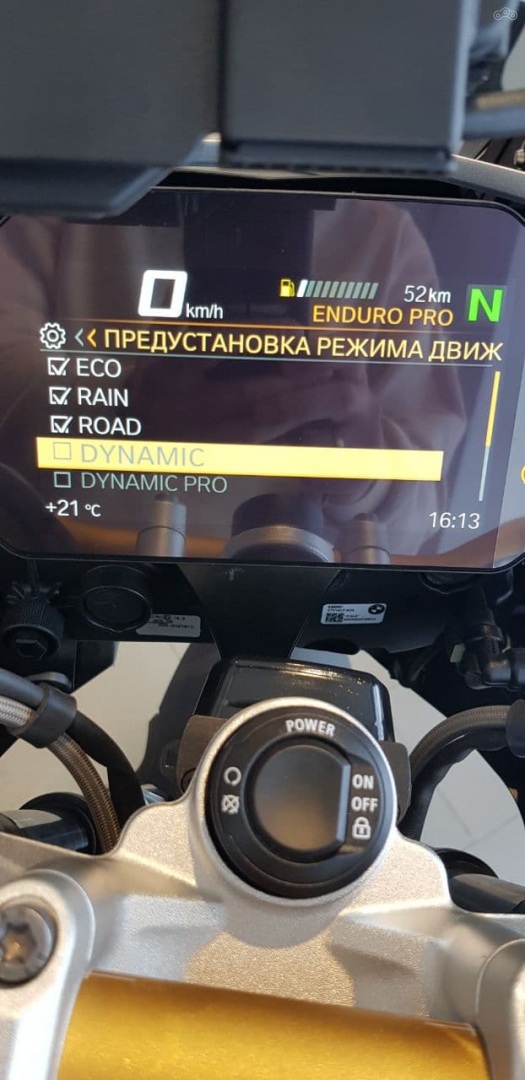 0 km/h
52 km
ENDURO PRO
N
<< ПРЕДУСТАНОВКА РЕЖИМА ДВИЖ
ECO
RAIN
ROAD
DYNAMIC
DYNAMIC PRO
+21 °C
16:13
POWER
ON
OFF